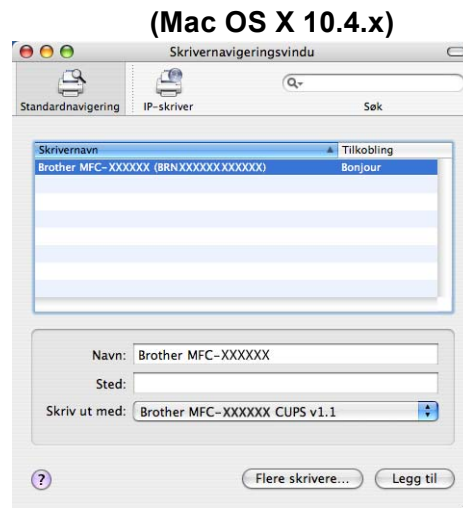 (Mac OS X 10.4.x)
Skrivernavigeringsvindu
Standardnavigering IP-skriver Søk
Skrivernavn Tilkobling
Brother MFC-XXXXXX (BRNXXXXXXXXXXXX) Bonjour
Navn: Brother MFC-XXXXXX
Sted:
Skriv ut med: Brother MFC-XXXXXX CUPS v1.1
? Flere skrivere... Legg til